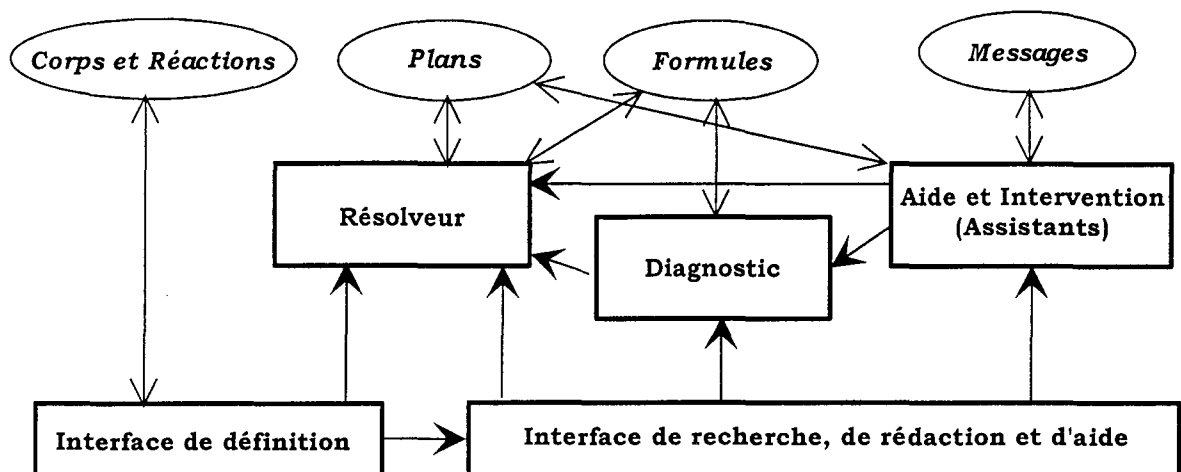 Corps et Réactions
Plans
Formules
Messages
Résolveur
Aide et Intervention
(Assistants)
Diagnostic
Interface de définition
Interface de recherche, de rédaction et d'aide